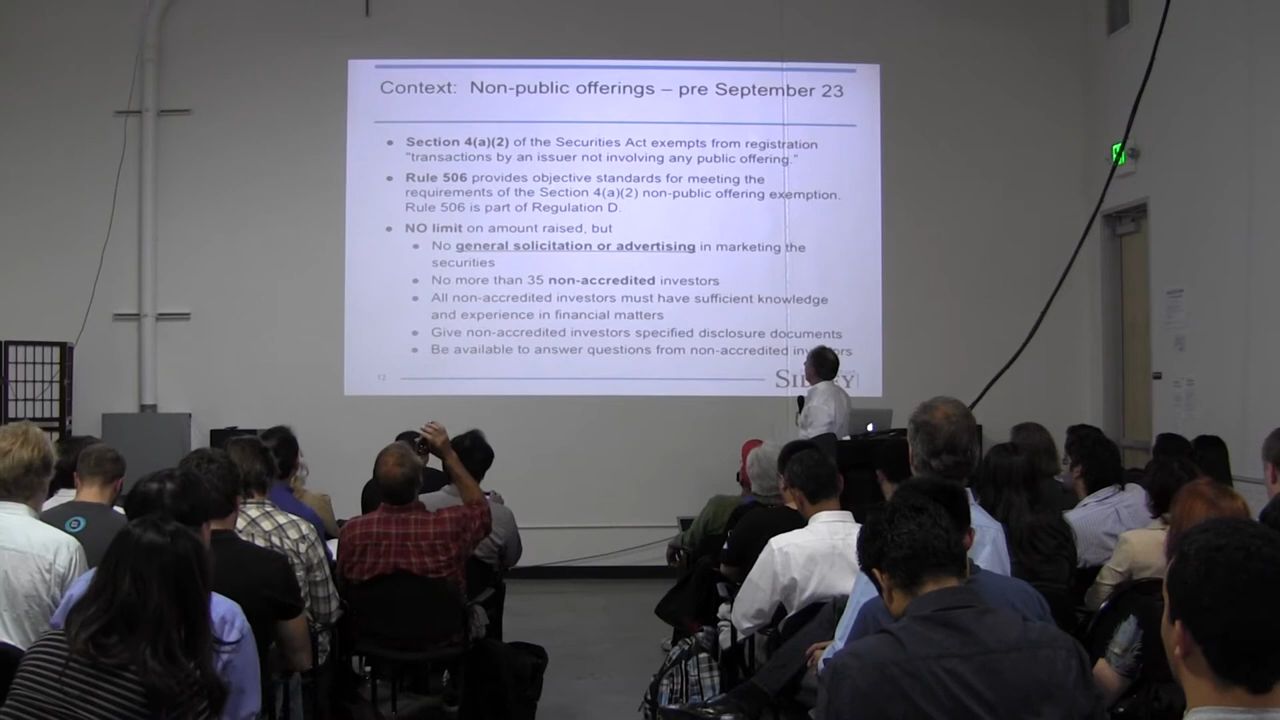 Context: Non-public offerings – pre September 23
• Section 4(a)(2) of the Securities Act exempts from registration
"transactions by an issuer not involving any public offering."
• Rule 506 provides objective standards for meeting the
requirements of the Section 4(a)(2) non-public offering exemption.
Rule 506 is part of Regulation D.
• NO limit on amount raised, but
• No general solicitation or advertising in marketing the
securities
• No more than 35 non-accredited investors
• All non-accredited investors must have sufficient knowledge
and experience in financial matters
• Give non-accredited investors specified disclosure documents
• Be available to answer questions from non-accredited
12